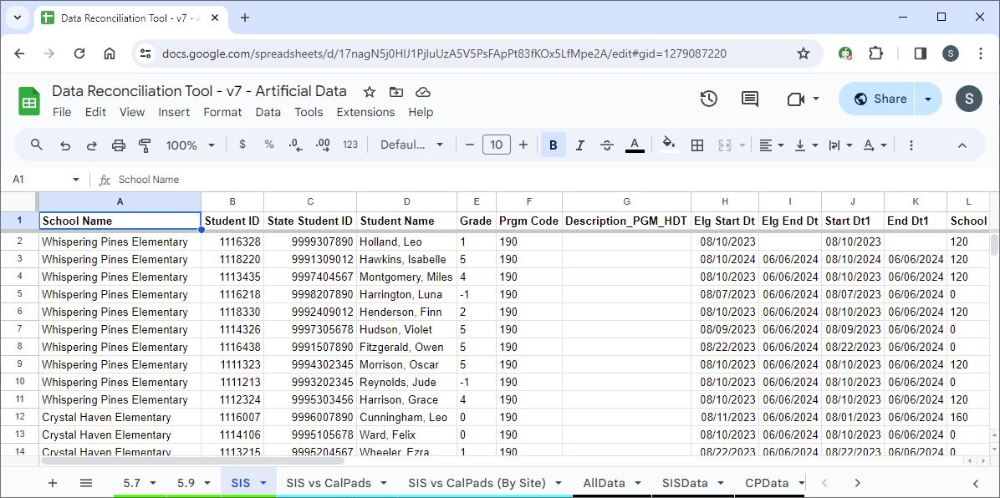 Data Reconciliation Tool - v7 - A
docs.google.com/spreadsheets/d/17nagN5j0HIJ1PjIuUzA5V5PsFApPt83fKOx5LfMpe2A/edit#gid=1279087220
S
Data Reconciliation Tool - v7 - Artificial Data
File Edit View Insert Format Data Tools Extensions Help
Share
S
100% $ % .0 .00 123 Defaul... 10 B I A
A1 fx School Name
A B C D E F G H I J K L
1 School Name Student ID State Student ID Student Name Grade Prgm Code Description_PGM_HDT Elg Start Dt Elg End Dt Start Dt1 End Dt1 School
2 Whispering Pines Elementary 1116328 9999307890 Holland, Leo 1 190 08/10/2023 08/10/2023 120
3 Whispering Pines Elementary 1118220 9991309012 Hawkins, Isabelle 5 190 08/10/2024 06/06/2024 08/10/2024 06/06/2024 120
4 Whispering Pines Elementary 1113435 9997404567 Montgomery, Miles 4 190 08/10/2023 06/06/2024 08/10/2023 06/06/2024 120
5 Whispering Pines Elementary 1116218 9998207890 Harrington, Luna -1 190 08/07/2023 06/06/2024 08/07/2023 06/06/2024 0
6 Whispering Pines Elementary 1118330 9992409012 Henderson, Finn 2 190 08/10/2023 06/06/2024 08/10/2023 06/06/2024 120
7 Whispering Pines Elementary 1114326 9997305678 Hudson, Violet 5 190 08/09/2023 06/06/2024 08/09/2023 06/06/2024 0
8 Whispering Pines Elementary 1116438 9991507890 Fitzgerald, Owen 5 190 08/22/2023 06/06/2024 08/22/2023 06/06/2024 0
9 Whispering Pines Elementary 1111323 9994302345 Morrison, Oscar 5 190 08/10/2023 06/06/2024 08/10/2023 06/06/2024 120
10 Whispering Pines Elementary 1111213 9993202345 Reynolds, Jude -1 190 08/10/2023 06/06/2024 08/10/2023 06/06/2024 0
11 Whispering Pines Elementary 1112324 9995303456 Harrison, Grace 4 190 08/10/2023 06/06/2024 08/10/2023 06/06/2024 120
12 Crystal Haven Elementary 1116007 9996007890 Cunningham, Leo 0 190 08/11/2023 06/06/2024 08/01/2023 06/06/2024 160
13 Crystal Haven Elementary 1114106 9995105678 Ward, Felix 0 190 08/10/2023 06/06/2024 08/10/2023 06/06/2024 0
14 Crystal Haven Elementary 1113215 9995204567 Wheeler, Ezra 1 190 08/22/2023 06/06/2024 08/22/2023 06/06/2024 0
5.7 5.9 SIS SIS vs CalPads SIS vs CalPads (By Site) AllData SISData CPData